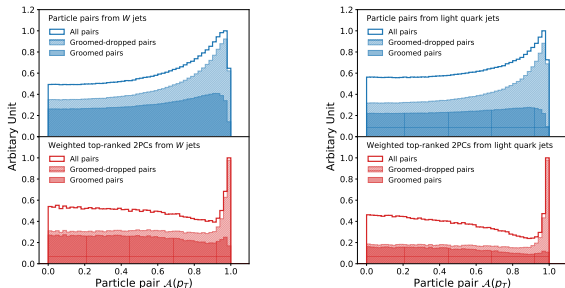 Particle pairs from W jets
All pairs
Groomed-dropped pairs
Groomed pairs
1.2
1.0
0.8
0.6
0.4
0.2
0.0
Weighted top-ranked 2PCs from W jets
All pairs
Groomed-dropped pairs
Groomed pairs
1.0
0.8
0.6
0.4
0.2
0.0
Arbitary Unit
0.0 0.2 0.4 0.6 0.8 1.0
Particle pair A(pT)
Particle pairs from light quark jets
All pairs
Groomed-dropped pairs
Groomed pairs
1.2
1.0
0.8
0.6
0.4
0.2
0.0
Weighted top-ranked 2PCs from light quark jets
All pairs
Groomed-dropped pairs
Groomed pairs
1.0
0.8
0.6
0.4
0.2
0.0
Arbitary Unit
0.0 0.2 0.4 0.6 0.8 1.0
Particle pair A(pT)